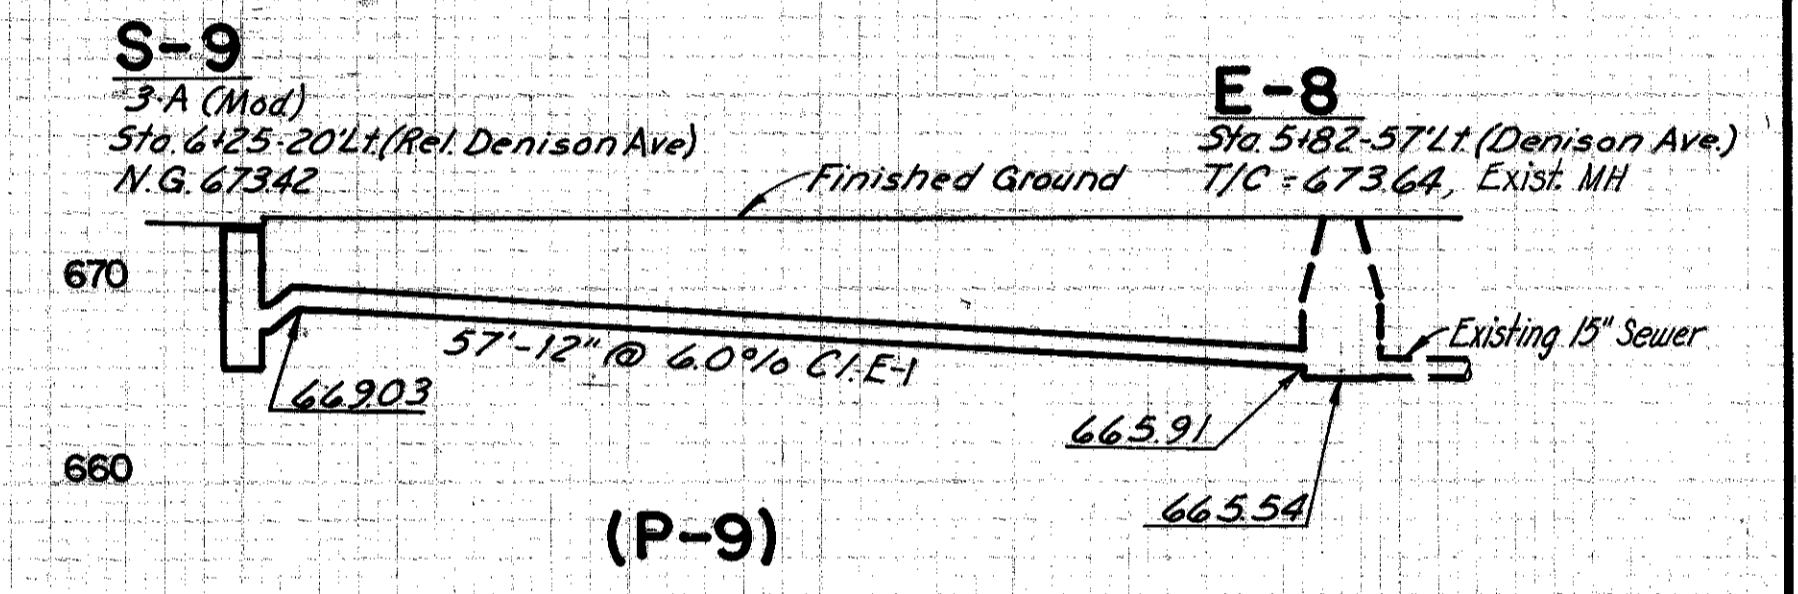 S-9
3-A (Mod.)
Sta. 6+25-20'Lt.(Rel. Denison Ave)
N.G. 673.42
E-8
Sta. 5+82-57'Lt.(Denison Ave.)
T/C = 673.64, Exist. MH
Finished Ground
670
57'-12" @ 6.0% Cl. E-1
Existing 15" Sewer
669.03
665.91
660
665.54
(P-9)